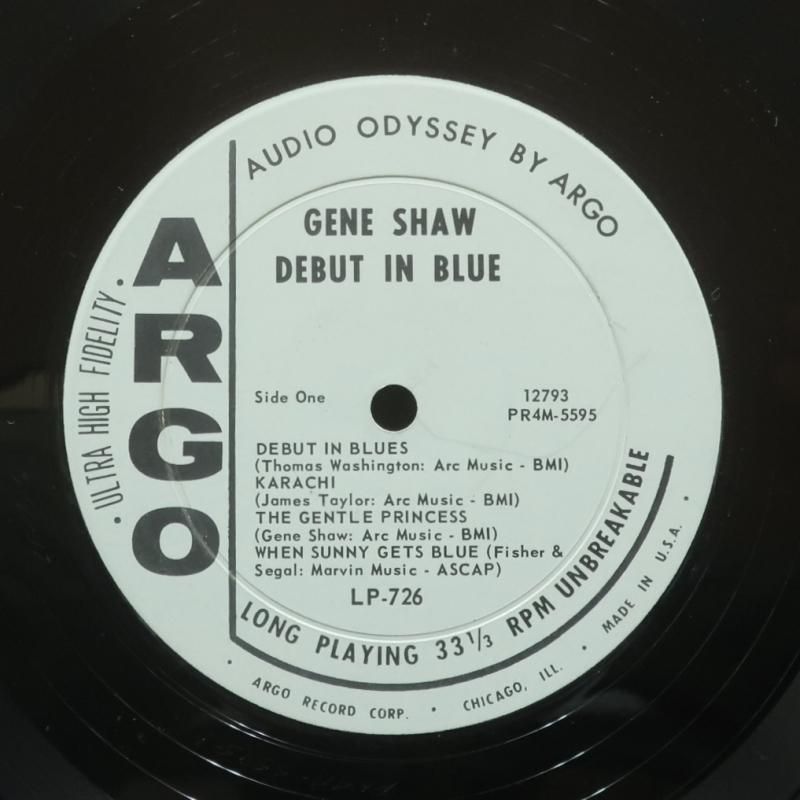 AUDIO ODYSSEY BY ARGO
GENE SHAW
DEBUT IN BLUE
ARGO
· ULTRA HIGH FIDELITY ·
Side One
12793
PR4M-5595
DEBUT IN BLUES
(Thomas Washington: Arc Music - BMI)
KARACHI
(James Taylor: Arc Music - BMI)
THE GENTLE PRINCESS
(Gene Shaw: Arc Music - BMI)
WHEN SUNNY GETS BLUE (Fisher &
Segal: Marvin Music - ASCAP)
LP-726
LONG PLAYING 33⅓ RPM UNBREAKABLE
· ARGO RECORD CORP. · CHICAGO, ILL. · MADE IN U.S.A. ·